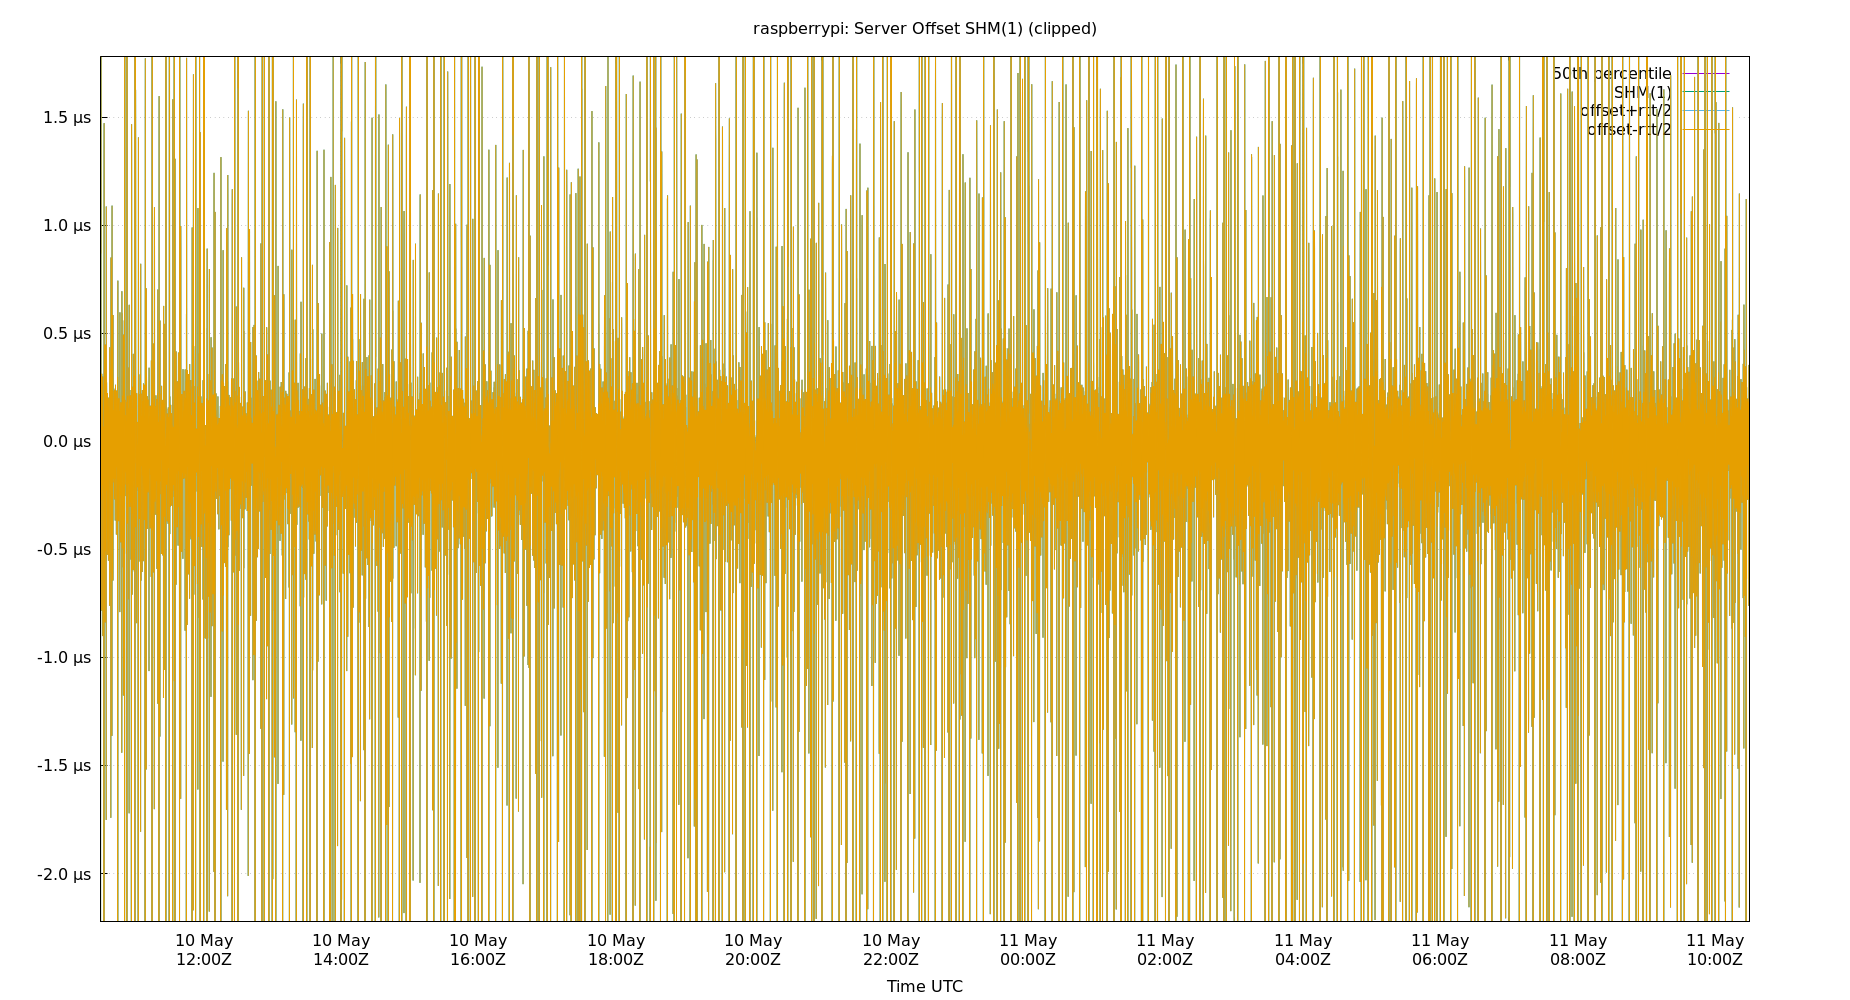 raspberrypi: Server Offset SHM(1) (clipped)
50th percentile
SHM(1)
offset+rtt/2
offset-rtt/2
1.5 µs
1.0 µs
0.5 µs
0.0 µs
-0.5 µs
-1.0 µs
-1.5 µs
-2.0 µs
10 May 10 May 10 May 10 May 10 May 10 May 11 May 11 May 11 May 11 May 11 May 11 May
12:00Z 14:00Z 16:00Z 18:00Z 20:00Z 22:00Z 00:00Z 02:00Z 04:00Z 06:00Z 08:00Z 10:00Z
Time UTC